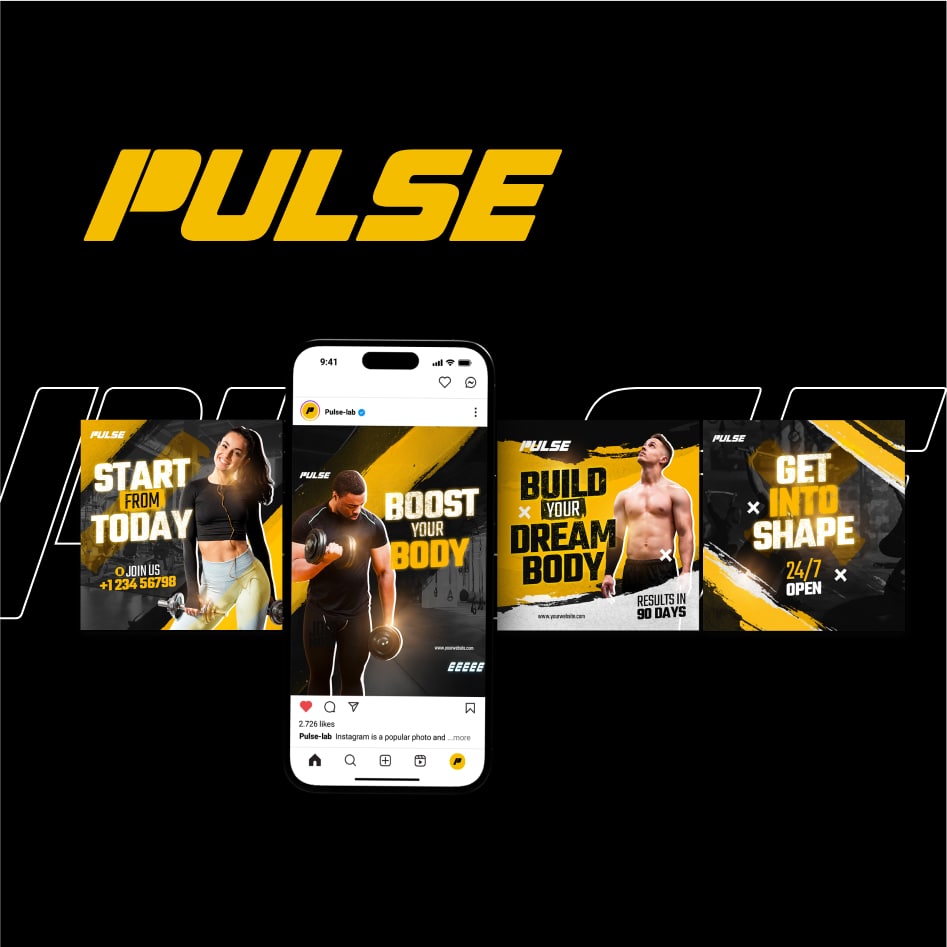 PULSE
PULSE
START
FROM
TODAY
JOIN US
+1 234 56798
9:41
Pulse-lab
PULSE
BOOST
YOUR
BODY
www.yourwebsite.com
2.726 likes
Pulse-lab Instagram is a popular photo and ...more
PULSE
BUILD
YOUR
DREAM
BODY
RESULTS IN
90 DAYS
www.yourwebsite.com
PULSE
GET
INTO
SHAPE
24/7
OPEN